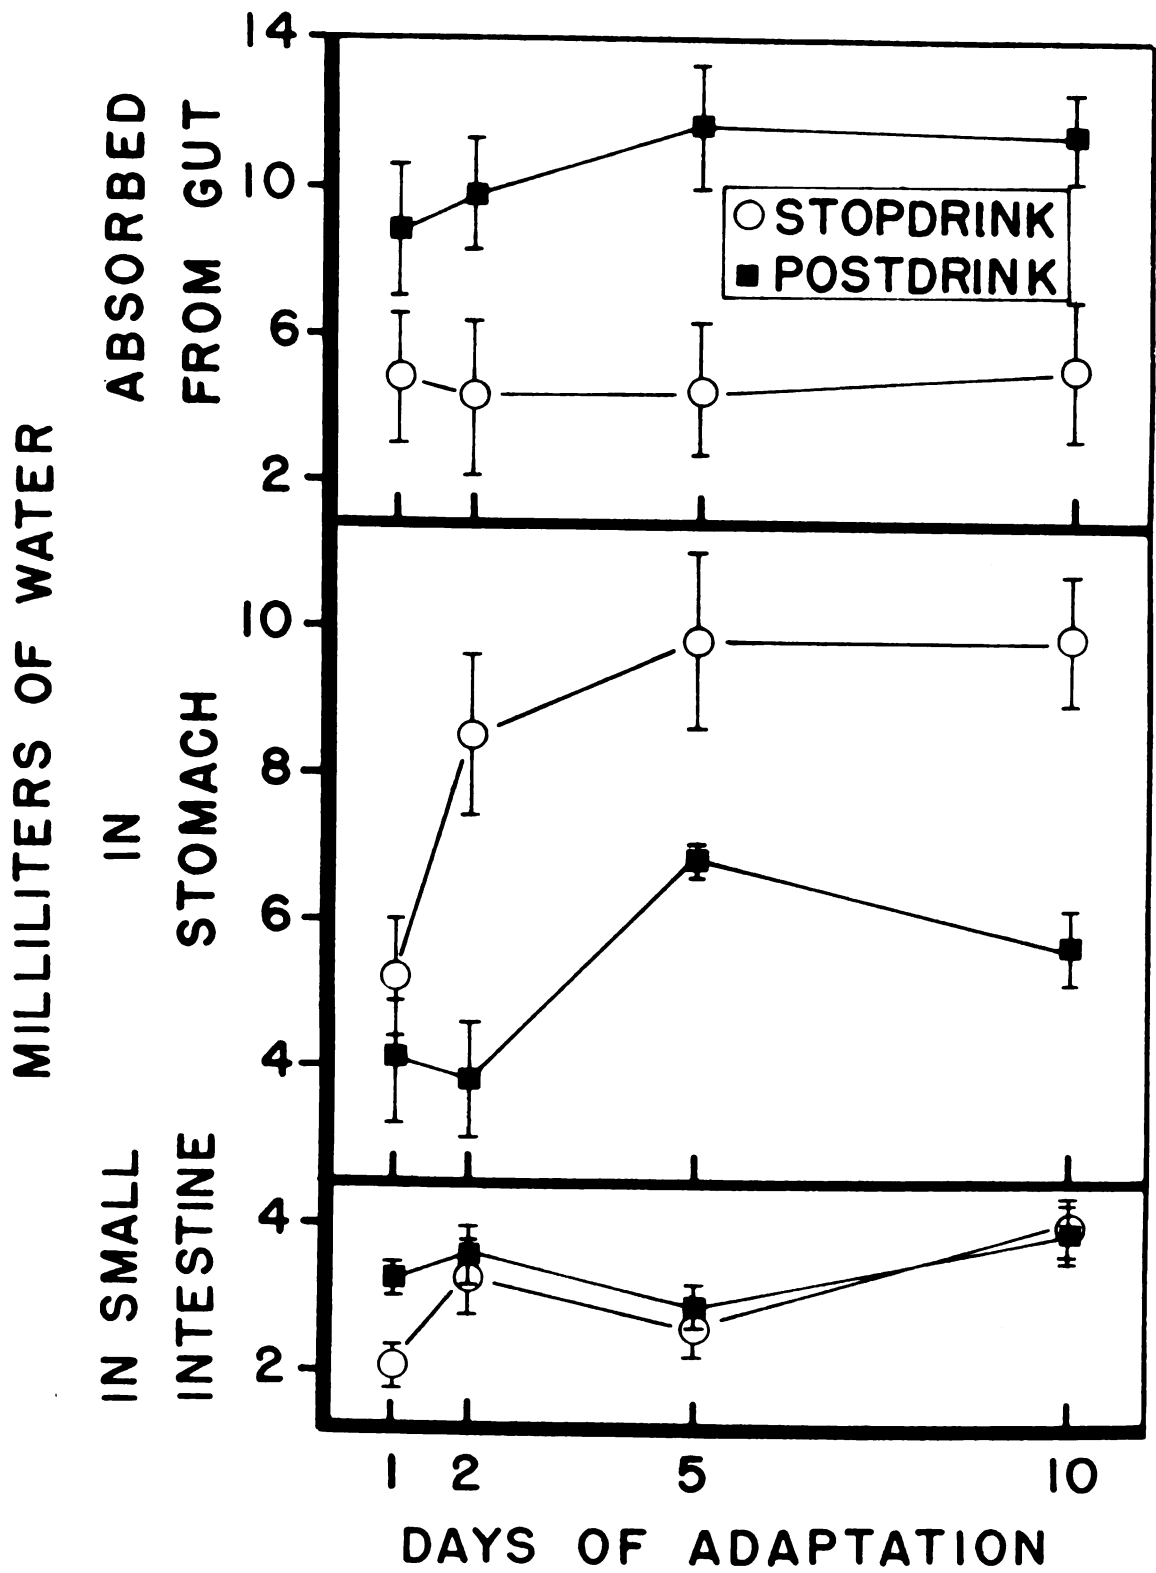 MILLILITERS OF WATER
ABSORBED
FROM GUT
14
10
6
2
STOPDRINK
POSTDRINK
IN
STOMACH
10
8
6
4
IN SMALL
INTESTINE
4
2
1 2 5 10
DAYS OF ADAPTATION